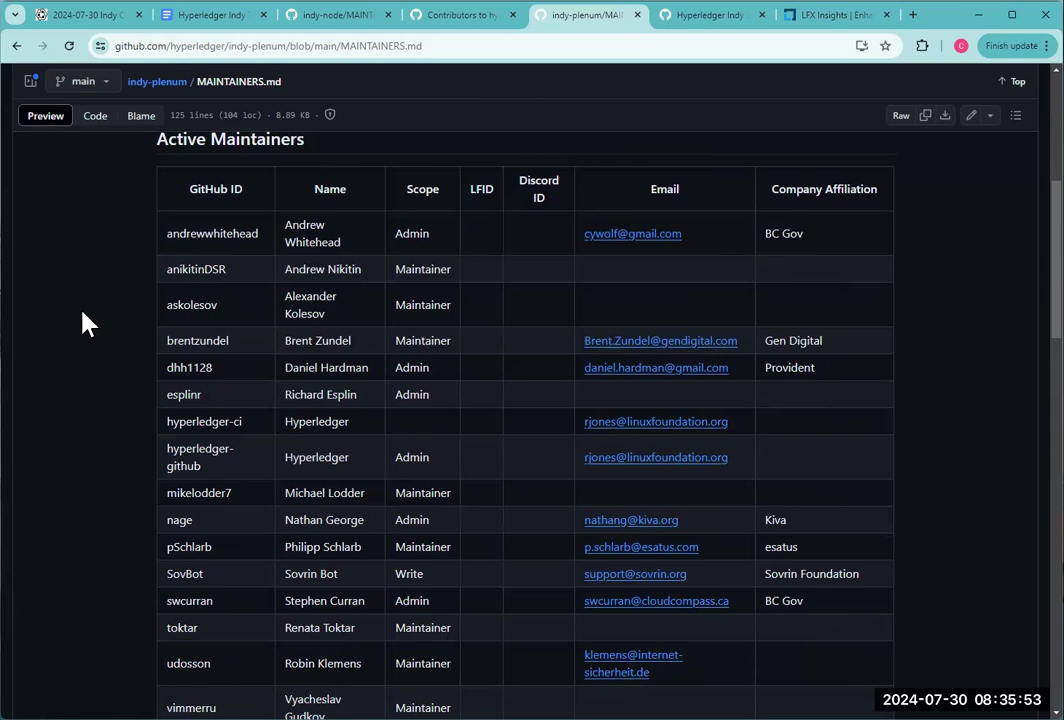 2024-07-30 Indy C
Hyperledger Indy
indy-node/MAINT
Contributors to hy
indy-plenum/MAIN
Hyperledger Indy
LFX Insights | Enha
github.com/hyperledger/indy-plenum/blob/main/MAINTAINERS.md
C
Finish update
main
indy-plenum / MAINTAINERS.md
Top
Preview
Code
Blame
125 lines (104 loc) · 8.89 KB ·
Raw
Active Maintainers
GitHub ID Name Scope LFID Discord ID Email Company Affiliation
andrewwhitehead Andrew Whitehead Admin cywolf@gmail.com BC Gov
anikitinDSR Andrew Nikitin Maintainer
askolesov Alexander Kolesov Maintainer
brentzundel Brent Zundel Maintainer Brent.Zundel@gendigital.com Gen Digital
dhh1128 Daniel Hardman Admin daniel.hardman@gmail.com Provident
esplinr Richard Esplin Admin
hyperledger-ci Hyperledger rjones@linuxfoundation.org
hyperledger-github Hyperledger Admin rjones@linuxfoundation.org
mikelodder7 Michael Lodder Maintainer
nage Nathan George Admin nathang@kiva.org Kiva
pSchlarb Philipp Schlarb Maintainer p.schlarb@esatus.com esatus
SovBot Sovrin Bot Write support@sovrin.org Sovrin Foundation
swcurran Stephen Curran Admin swcurran@cloudcompass.ca BC Gov
toktar Renata Toktar Maintainer
udosson Robin Klemens Maintainer klemens@internet-sicherheit.de
vimmerru Vyacheslav Gudkov Maintainer
2024-07-30 08:35:53